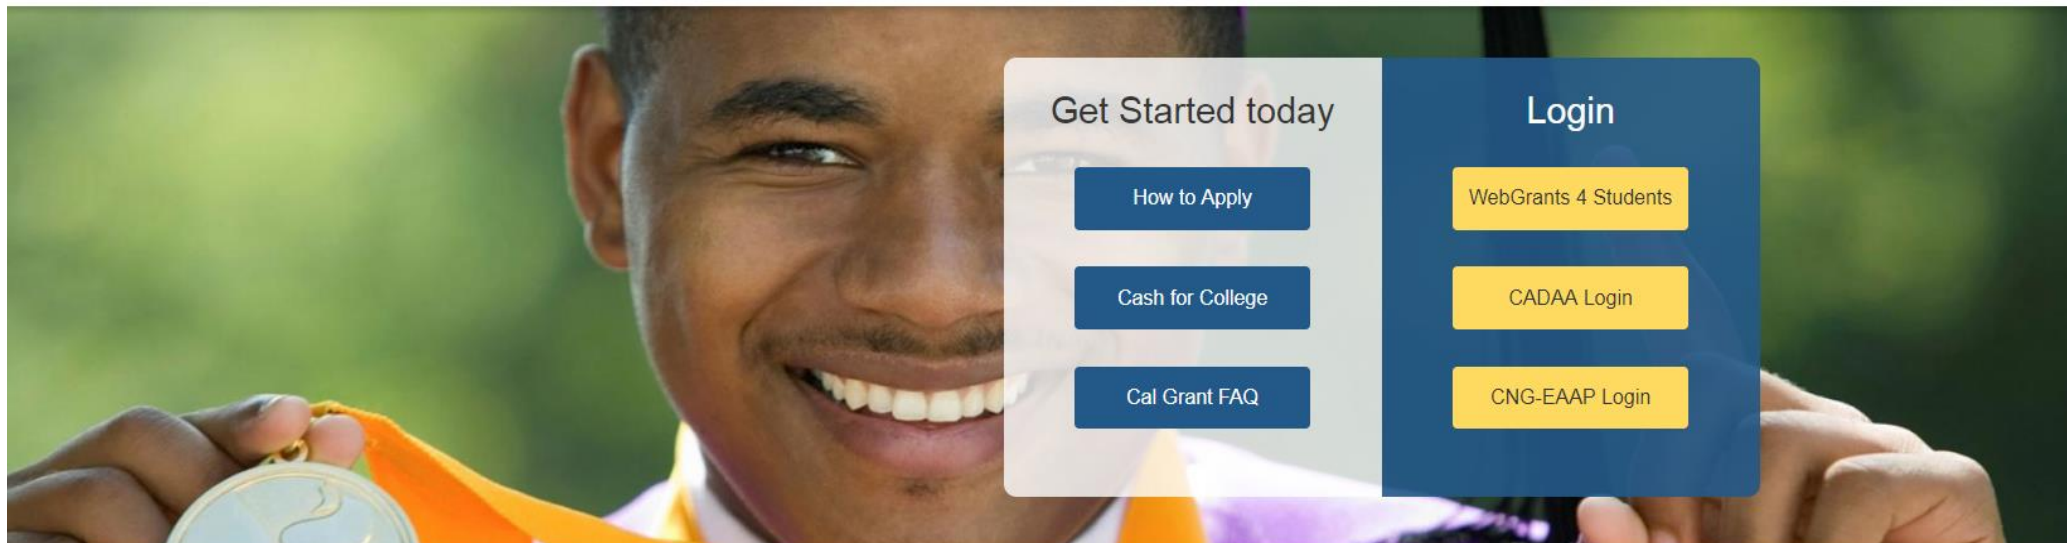 Get Started today
How to Apply
Cash for College
Cal Grant FAQ
Login
WebGrants 4 Students
CADAA Login
CNG-EAAP Login